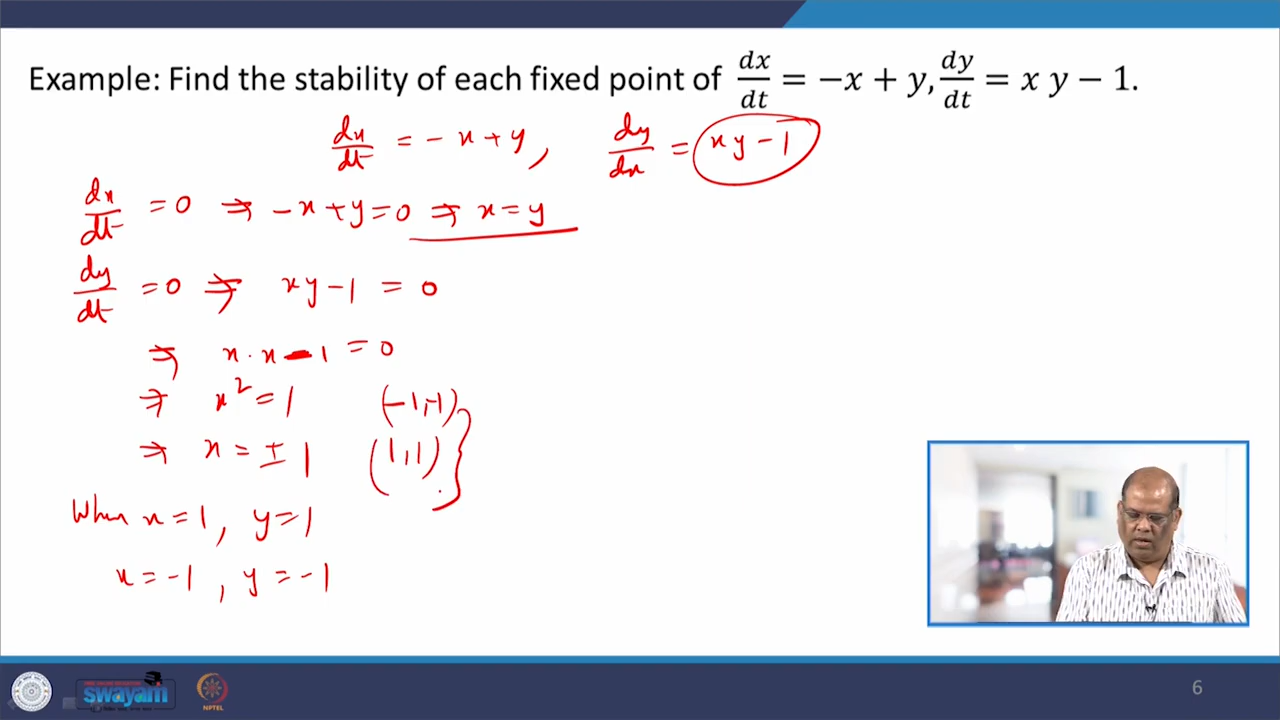 Example: Find the stability of each fixed point of dx/dt = −x + y, dy/dt = x y − 1.
dx/dt = - x + y, dy/dx = xy - 1
dx/dt = 0 ⇒ -x + y = 0 ⇒ x = y
dy/dt = 0 ⇒ xy - 1 = 0
⇒ x . x - 1 = 0
⇒ x² = 1 (-1,-1)
⇒ x = ± 1 (1,1) }
When x = 1, y = 1
x = -1, y = -1
swayam
NPTEL
6